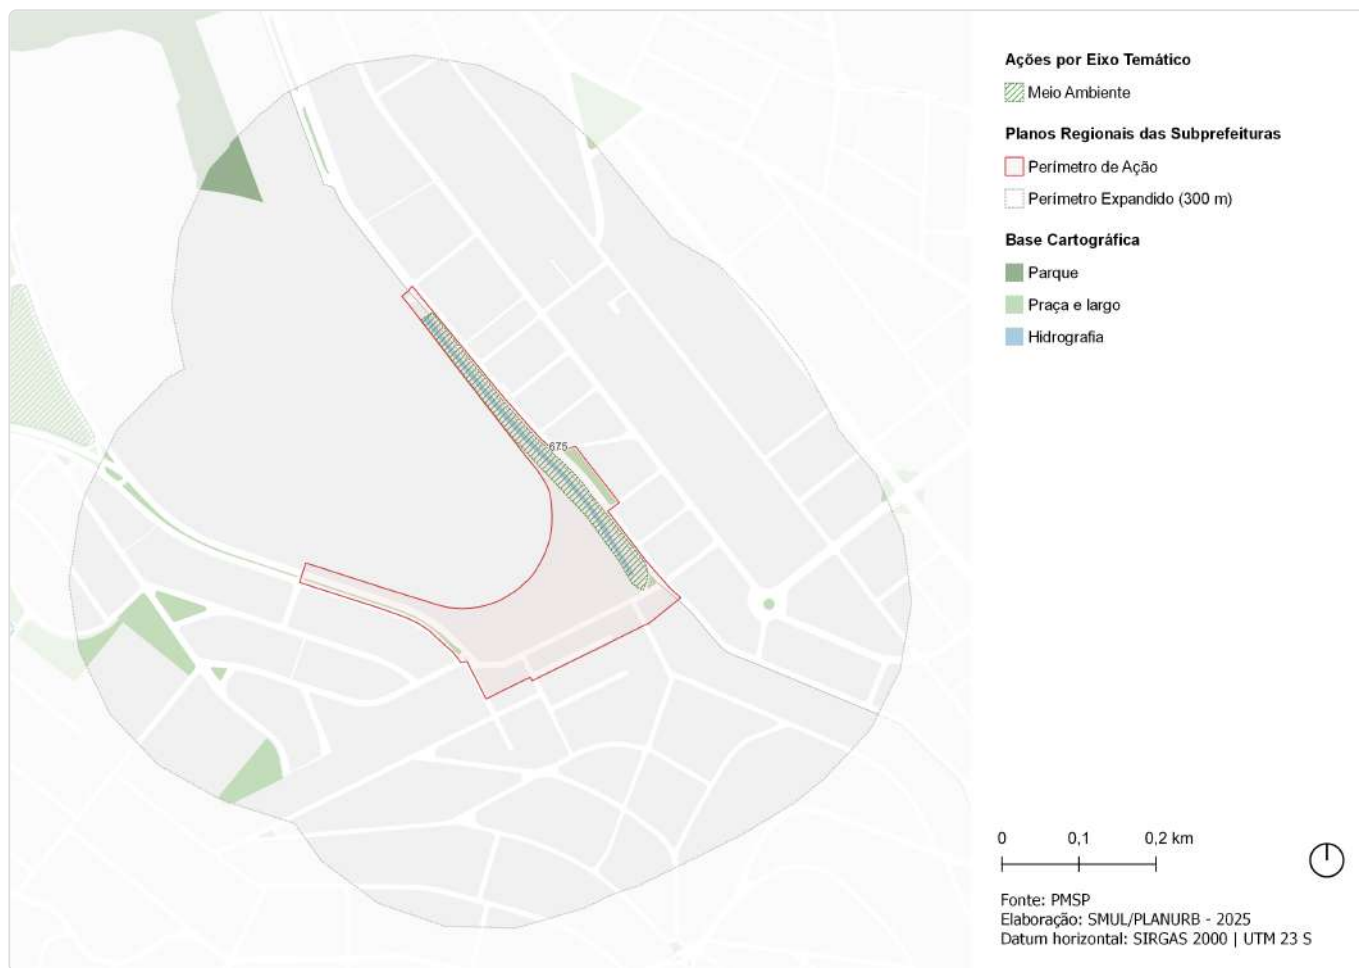 Ações por Eixo Temático
Meio Ambiente
Planos Regionais das Subprefeituras
Perímetro de Ação
Perímetro Expandido (300 m)
Base Cartográfica
Parque
Praça e largo
Hidrografia
675
0 0,1 0,2 km
Fonte: PMSP
Elaboração: SMUL/PLANURB - 2025
Datum horizontal: SIRGAS 2000 | UTM 23 S